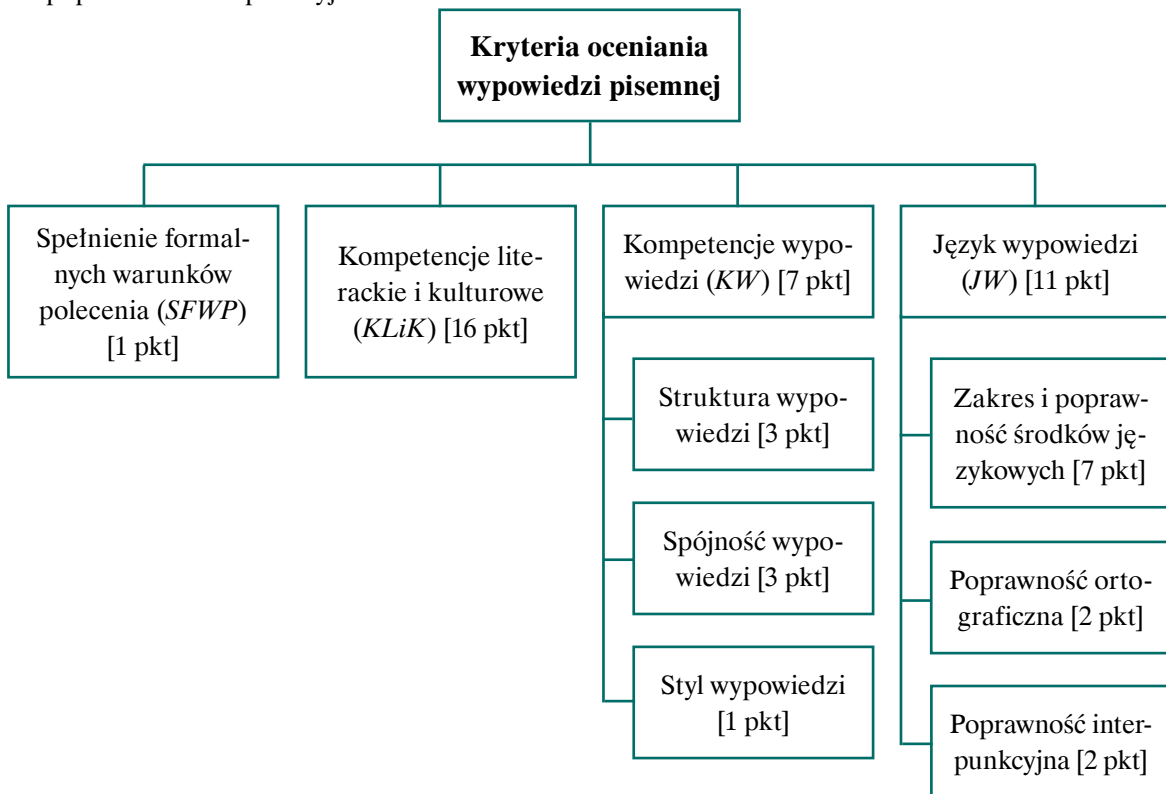 Kryteria oceniania
wypowiedzi pisemnej
Spełnienie formal-
nych warunków
polecenia (SFWP)
[1 pkt]
Kompetencje lite-
rackie i kulturowe
(KLiK) [16 pkt]
Kompetencje wypo-
wiedzi (KW) [7 pkt]
Struktura wypo-
wiedzi [3 pkt]
Spójność wypo-
wiedzi [3 pkt]
Styl wypowiedzi
[1 pkt]
Język wypowiedzi
(JW) [11 pkt]
Zakres i popraw-
ność środków ję-
zykowych [7 pkt]
Poprawność orto-
graficzna [2 pkt]
Poprawność inter-
punkcyjna [2 pkt]